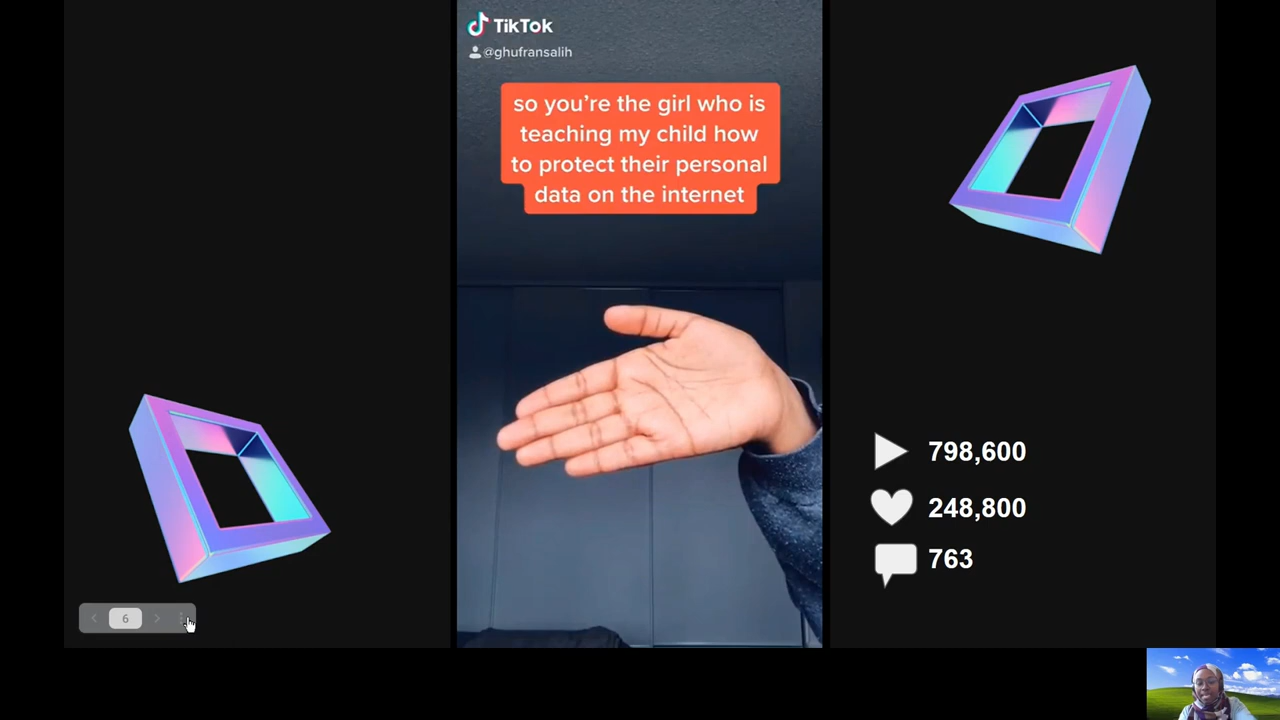 TikTok
@ghufransalih
so you’re the girl who is
teaching my child how
to protect their personal
data on the internet
798,600
248,800
763
6